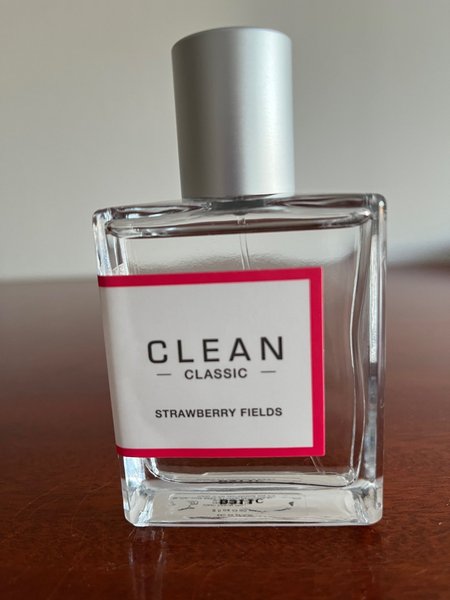 CLEAN
— CLASSIC —
STRAWBERRY FIELDS